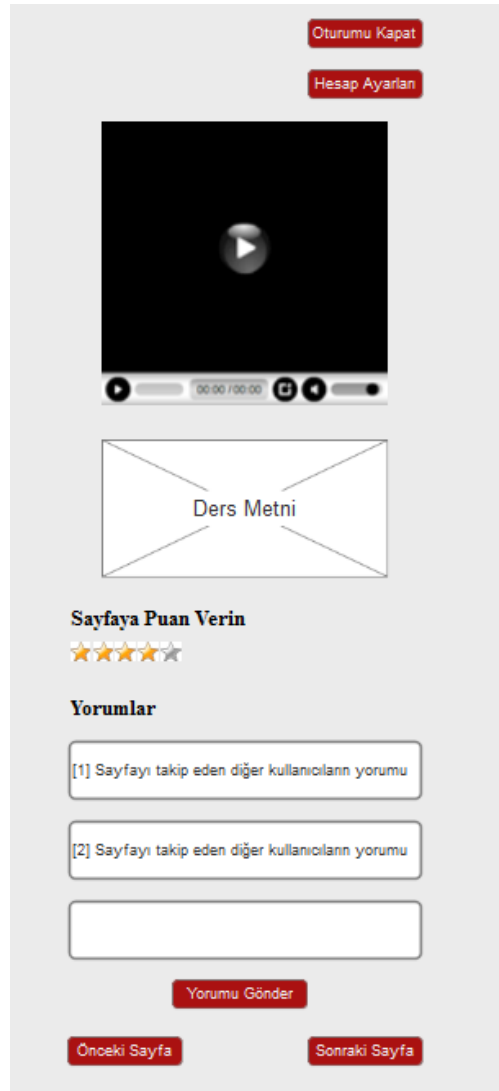 Oturumu Kapat
Hesap Ayarları
00:00 / 00:00
Ders Metni
Sayfaya Puan Verin
Yorumlar
[1] Sayfayı takip eden diğer kullanıcıların yorumu
[2] Sayfayı takip eden diğer kullanıcıların yorumu
Yorumu Gönder
Önceki Sayfa
Sonraki Sayfa